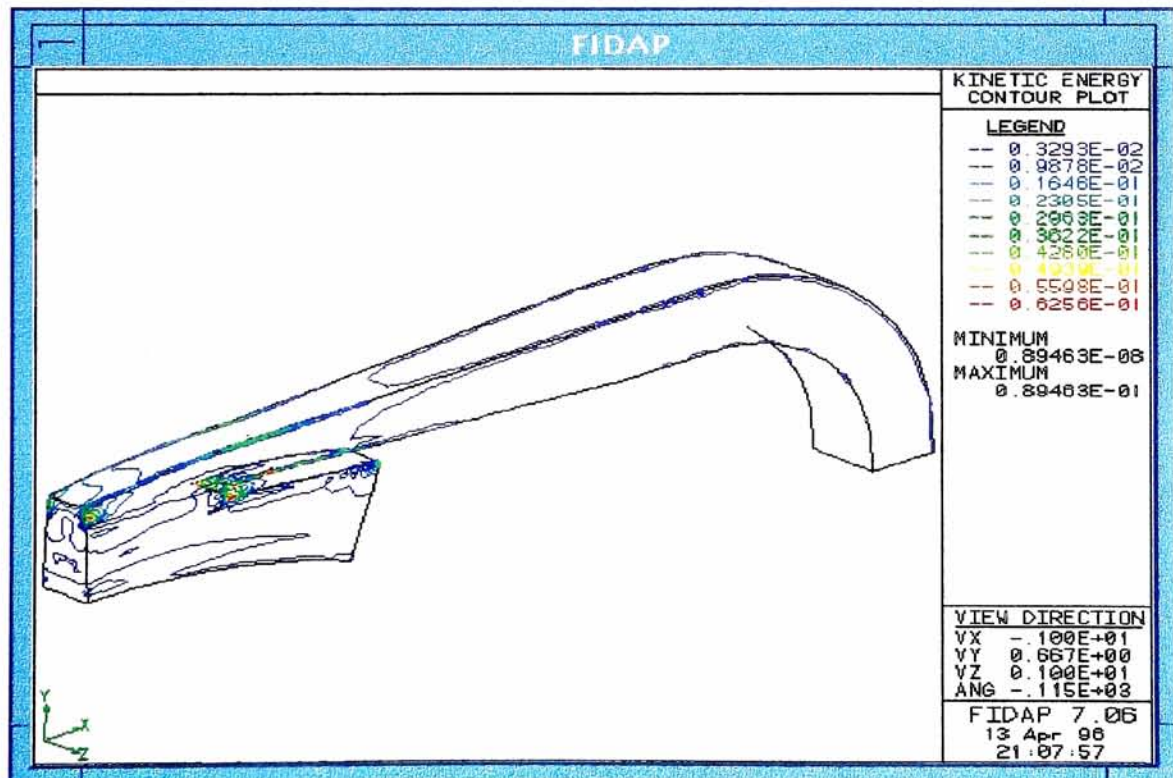 FIDAP
KINETIC ENERGY
CONTOUR PLOT
LEGEND
-- 0.3293E-02
-- 0.9878E-02
-- 0.1646E-01
-- 0.2305E-01
-- 0.2963E-01
-- 0.3622E-01
-- 0.4280E-01
-- 0.4939E-01
-- 0.5598E-01
-- 0.6256E-01
MINIMUM
0.89463E-08
MAXIMUM
0.89463E-01
VIEW DIRECTION
VX -.100E+01
VY 0.667E+00
VZ 0.100E+01
ANG -.115E+03
FIDAP 7.06
13 Apr 96
21:07:57
Y
X
Z